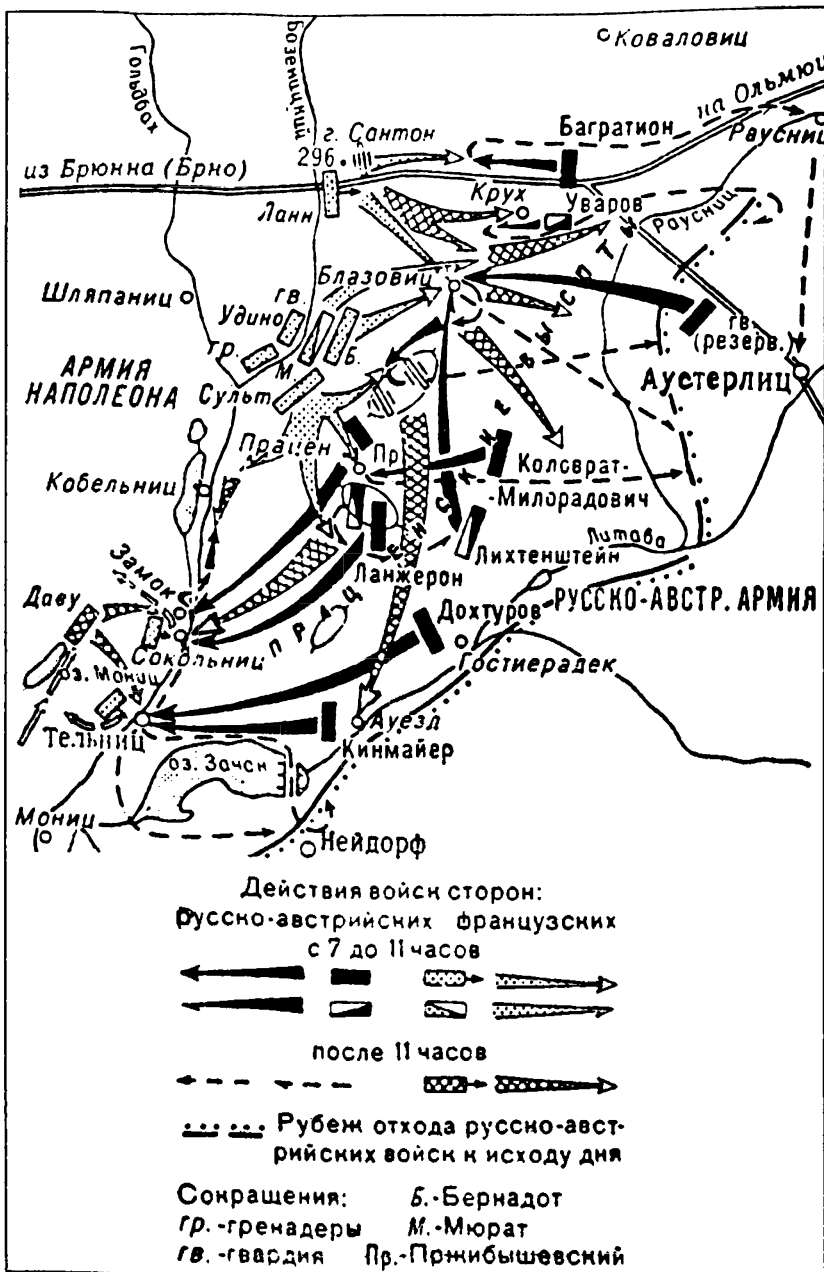 Коваловиц
Гольдбах
Боземицкий
на Ольмюц
г. Сантон
Багратион
Раусниц
296
из Брюнна (Брно)
Крух
Уваров
Раусниц
Ланн
Блазовиц
Шляпаниц
гв.
Удино
гв.
(резерв.)
гр.
М.
Б.
АРМИЯ
НАПОЛЕОНА
Сульт
Аустерлиц
Працен
Пр
Коловрат-
-Милорадович
Кобельниц
Литава
Лихтенштейн
Замок
Ланжерон
Даву
РУССКО-АВСТР. АРМИЯ
Дохтуров
ПРАЦЕНСКИЕ ВЫСОТЫ
Сокольниц
Гостиерадек
оз. Мониц
Ауезд
Тельниц
Кинмайер
оз. Зачан
Мониц
Нейдорф
Действия войск сторон:
русско-австрийских французских
с 7 до 11 часов
после 11 часов
Рубеж отхода русско-авст-
рийских войск к исходу дня
Сокращения: Б.-Бернадот
гр.-гренадеры М.-Мюрат
гв.-гвардия Пр.-Пржибышевский